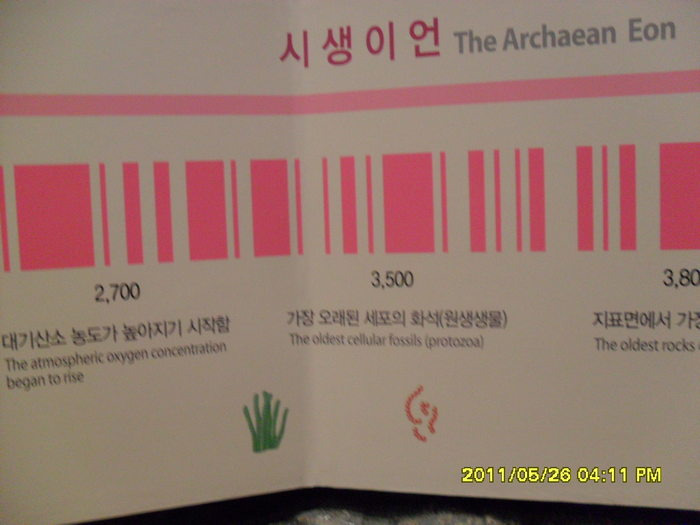 시생이언 The Archaean Eon
2,700
대기산소 농도가 높아지기 시작함
The atmospheric oxygen concentration
began to rise
3,500
가장 오래된 세포의 화석(원생생물)
The oldest cellular fossils (protozoa)
3,80
지표면에서 가장
The oldest rocks
2011/05/26 04:11 PM